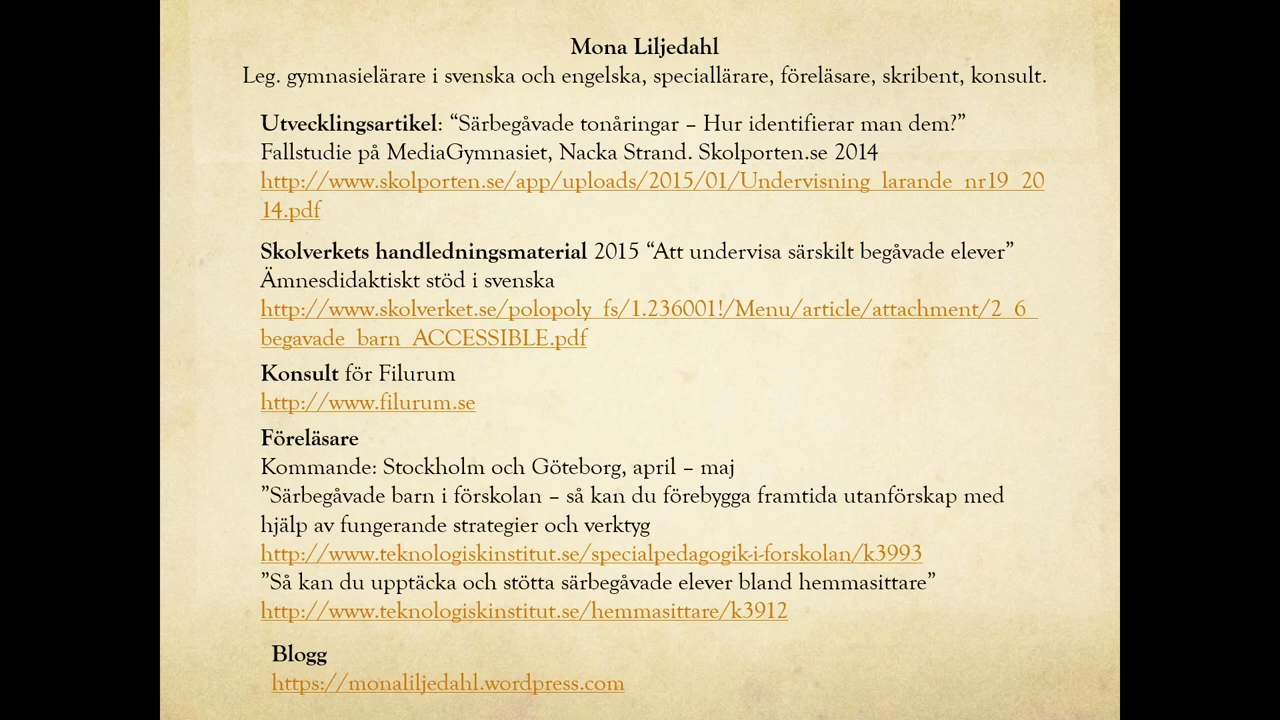 Mona Liljedahl
Leg. gymnasielärare i svenska och engelska, speciallärare, föreläsare, skribent, konsult.
Utvecklingsartikel: “Särbegåvade tonåringar – Hur identifierar man dem?”
Fallstudie på MediaGymnasiet, Nacka Strand. Skolporten.se 2014
http://www.skolporten.se/app/uploads/2015/01/Undervisning_larande_nr19_20
14.pdf
Skolverkets handledningsmaterial 2015 “Att undervisa särskilt begåvade elever”
Ämnesdidaktiskt stöd i svenska
http://www.skolverket.se/polopoly_fs/1.236001!/Menu/article/attachment/2_6_
begavade_barn_ACCESSIBLE.pdf
Konsult för Filurum
http://www.filurum.se
Föreläsare
Kommande: Stockholm och Göteborg, april – maj
”Särbegåvade barn i förskolan – så kan du förebygga framtida utanförskap med
hjälp av fungerande strategier och verktyg
http://www.teknologiskinstitut.se/specialpedagogik-i-forskolan/k3993
”Så kan du upptäcka och stötta särbegåvade elever bland hemmasittare”
http://www.teknologiskinstitut.se/hemmasittare/k3912
Blogg
https://monaliljedahl.wordpress.com